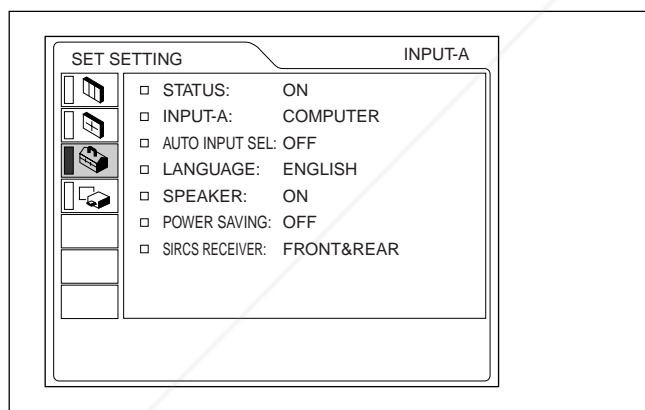 SET SETTING INPUT-A
STATUS: ON
INPUT-A: COMPUTER
AUTO INPUT SEL: OFF
LANGUAGE: ENGLISH
SPEAKER: ON
POWER SAVING: OFF
SIRCS RECEIVER: FRONT&REAR